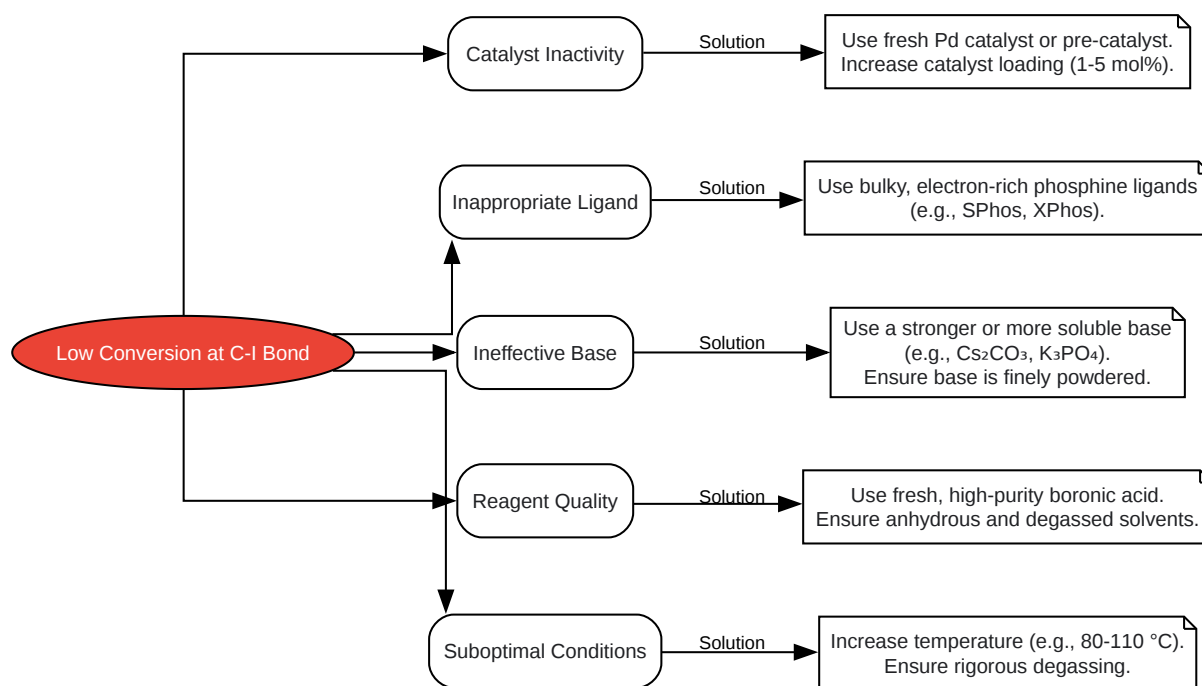 Catalyst Inactivity
Solution
Use fresh Pd catalyst or pre-catalyst.
Increase catalyst loading (1-5 mol%).
Inappropriate Ligand
Solution
Use bulky, electron-rich phosphine ligands
(e.g., SPhos, XPhos).
Low Conversion at C-I Bond
Ineffective Base
Solution
Use a stronger or more soluble base
(e.g., Cs₂CO₃, K₃PO₄).
Ensure base is finely powdered.
Reagent Quality
Solution
Use fresh, high-purity boronic acid.
Ensure anhydrous and degassed solvents.
Suboptimal Conditions
Solution
Increase temperature (e.g., 80-110 °C).
Ensure rigorous degassing.